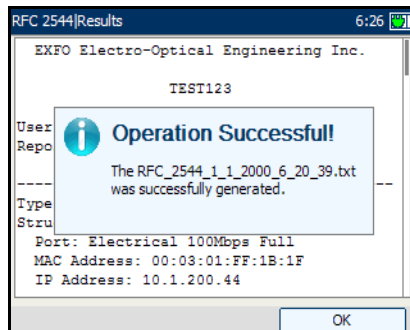 RFC 2544|Results 6:26
EXFO Electro-Optical Engineering Inc.
TEST123
User
Repo
Operation Successful!
The RFC_2544_1_1_2000_6_20_39.txt
was successfully generated.
----
--
Type
Stru
Port: Electrical 100Mbps Full
MAC Address: 00:03:01:FF:1B:1F
IP Address: 10.1.200.44
OK